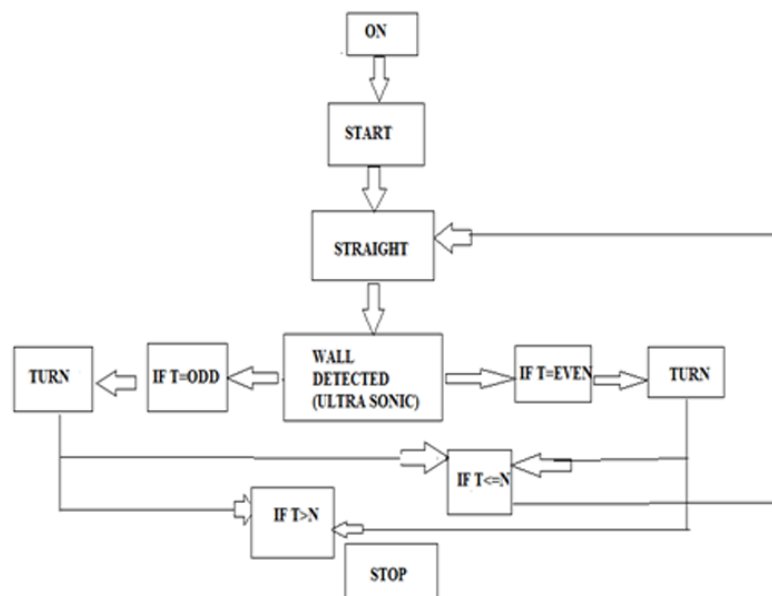 ON
START
STRAIGHT
WALL
DETECTED
(ULTRA SONIC)
TURN
IF T=ODD
IF T=EVEN
TURN
IF T<=N
IF T>N
STOP